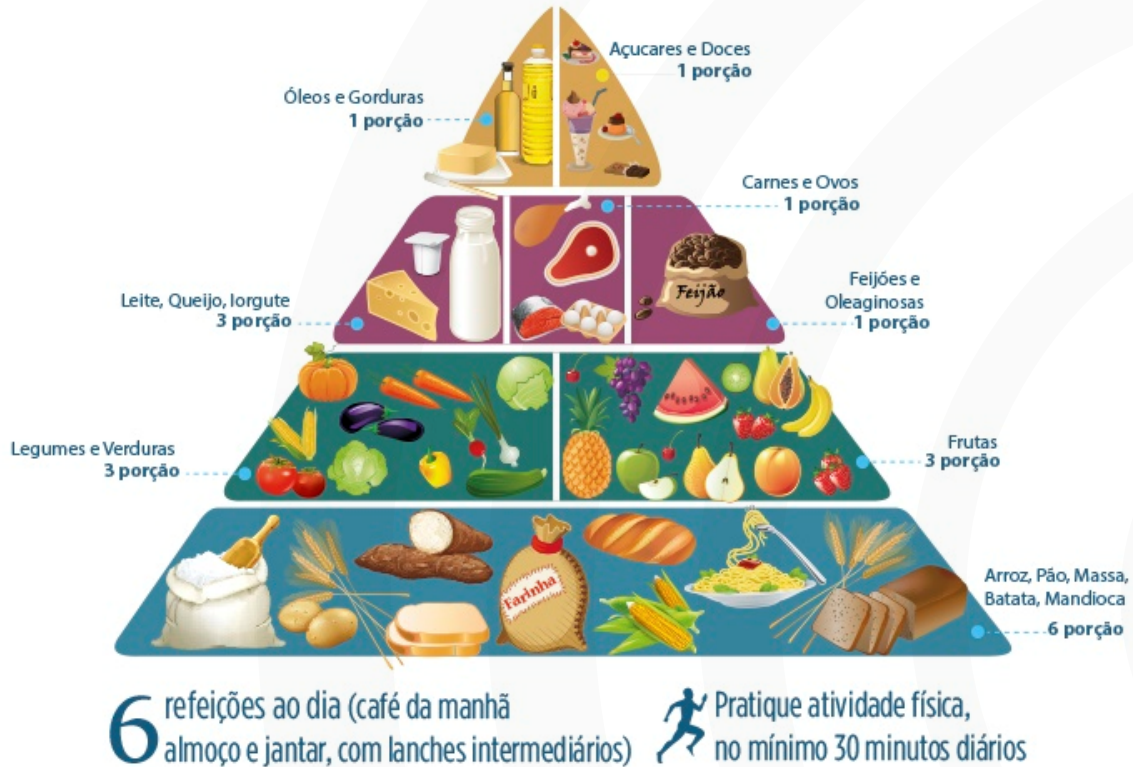 Açucares e Doces
1 porção
Óleos e Gorduras
1 porção
Carnes e Ovos
1 porção
Leite, Queijo, Iorgute
3 porção
Feijão
Feijões e
Oleaginosas
1 porção
Legumes e Verduras
3 porção
Frutas
3 porção
Farinha
Arroz, Pão, Massa,
Batata, Mandioca
6 porção
6 refeições ao dia (café da manhã
almoço e jantar, com lanches intermediários)
Pratique atividade física,
no mínimo 30 minutos diários